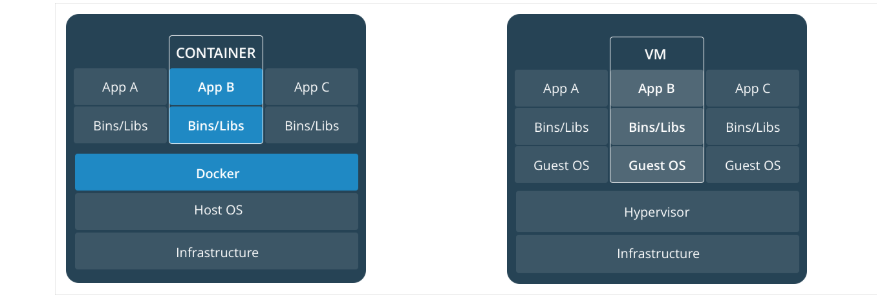 CONTAINER
App A
App B
App C
Bins/Libs
Bins/Libs
Bins/Libs
Docker
Host OS
Infrastructure
VM
App A
App B
App C
Bins/Libs
Bins/Libs
Bins/Libs
Guest OS
Guest OS
Guest OS
Hypervisor
Infrastructure